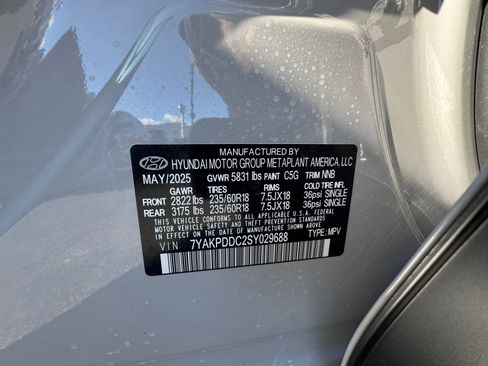 MANUFACTURED BY
HYUNDAI MOTOR GROUP METAPLANT AMERICA, LLC
MAY/2025 GVWR 5831 lbs PAINT C5G TRIM NNB
GAWR TIRES RIMS COLD TIRE INFL
FRONT 2822 lbs 235/60R18 7.5JX18 36psi SINGLE
REAR 3175 lbs 235/60R18 7.5JX18 36psi SINGLE
THIS VEHICLE CONFORMS TO ALL APPLICABLE FEDERAL
MOTOR VEHICLE SAFETY AND THEFT PREVENTION
STANDARDS IN EFFECT ON THE DATE OF
MANUFACTURE SHOWN ABOVE.
VIN 7YAKPDDC2SY029688 TYPE: MPV